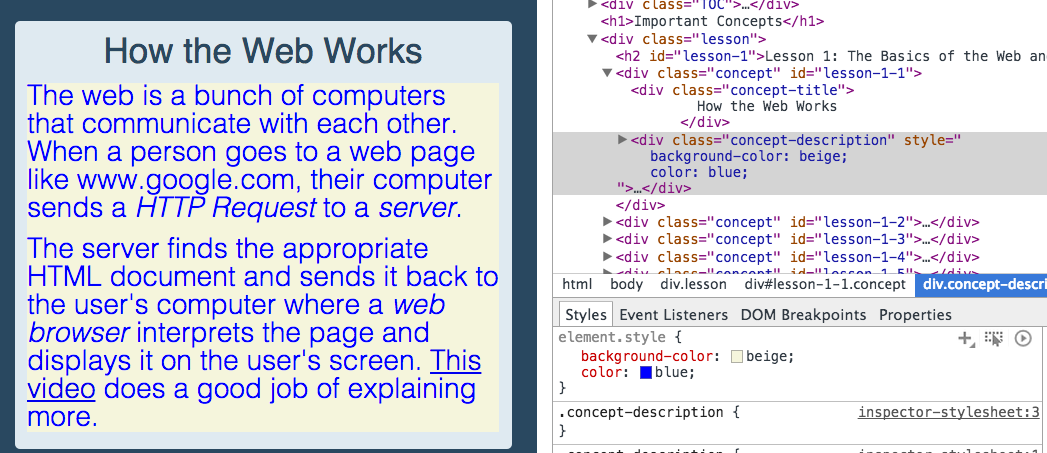 How the Web Works
The web is a bunch of computers
that communicate with each other.
When a person goes to a web page
like www.google.com, their computer
sends a HTTP Request to a server.
The server finds the appropriate
HTML document and sends it back to
the user's computer where a web
browser interprets the page and
displays it on the user's screen. This
video does a good job of explaining
more.
<div class="TOC">…</div>
<h1>Important Concepts</h1>
<div class="lesson">
<h2 id="lesson-1">Lesson 1: The Basics of the Web an
<div class="concept" id="lesson-1-1">
<div class="concept-title">
How the Web Works
</div>
<div class="concept-description" style="
background-color: beige;
color: blue;
">…</div>
</div>
<div class="concept" id="lesson-1-2">…</div>
<div class="concept" id="lesson-1-3">…</div>
<div class="concept" id="lesson-1-4">…</div>
<div class="concept" id="lesson-1-5">…</div>
html body div.lesson div#lesson-1-1.concept div.concept-descri
Styles Event Listeners DOM Breakpoints Properties
element.style {
background-color: beige;
color: blue;
}
.concept-description { inspector-stylesheet:3
}
.concept-description { inspector-stylesheet:1